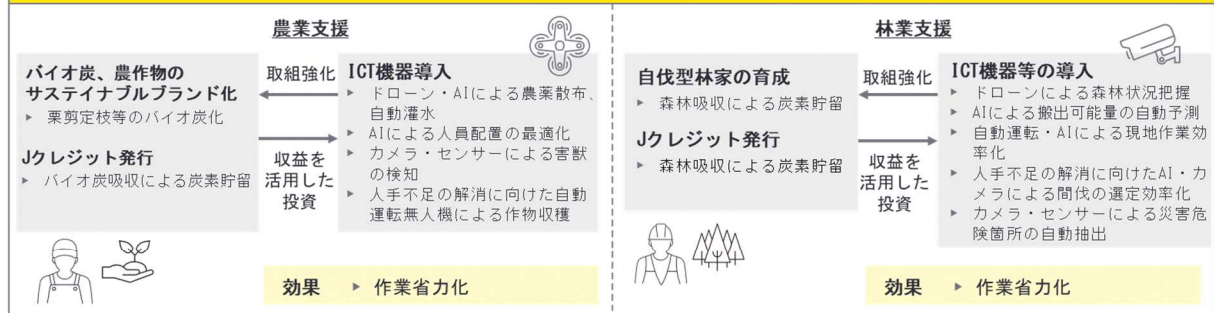 農業支援
バイオ炭、農作物の
サステイナブルブランド化
▶ 栗剪定枝等のバイオ炭化
Jクレジット発行
▶ バイオ炭吸収による炭素貯留
取組強化
収益を
活用した
投資
ICT機器導入
▶ ドローン・AIによる農薬散布、
自動灌水
▶ AIによる人員配置の最適化
▶ カメラ・センサーによる害獣
の検知
▶ 人手不足の解消に向けた自動
運転無人機による作物収穫
効果 ▶ 作業省力化
林業支援
自伐型林家の育成
▶ 森林吸収による炭素貯留
Jクレジット発行
▶ 森林吸収による炭素貯留
取組強化
収益を
活用した
投資
ICT機器等の導入
▶ ドローンによる森林状況把握
▶ AIによる搬出可能量の自動予測
▶ 自動運転・AIによる現地作業効
率化
▶ 人手不足の解消に向けたAI・カ
メラによる間伐の選定効率化
▶ カメラ・センサーによる災害危
険箇所の自動抽出
効果 ▶ 作業省力化